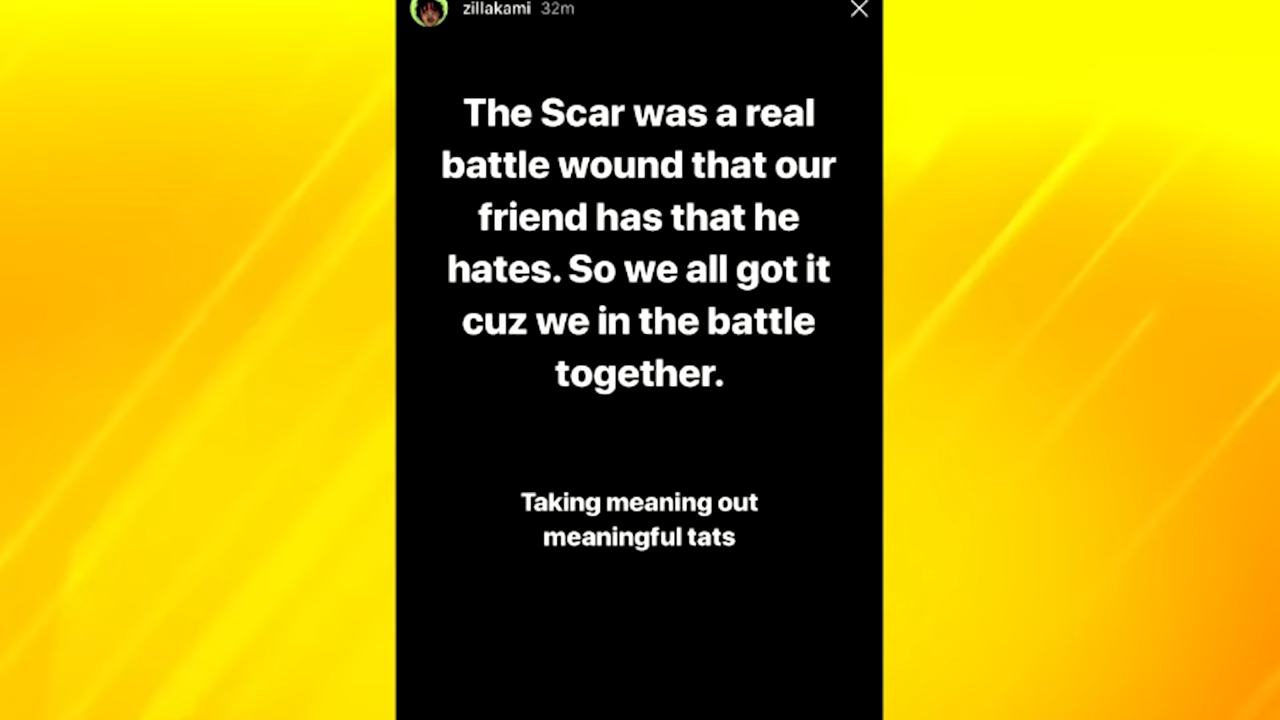 zillakami 32m
The Scar was a real
battle wound that our
friend has that he
hates. So we all got it
cuz we in the battle
together.
Taking meaning out
meaningful tats